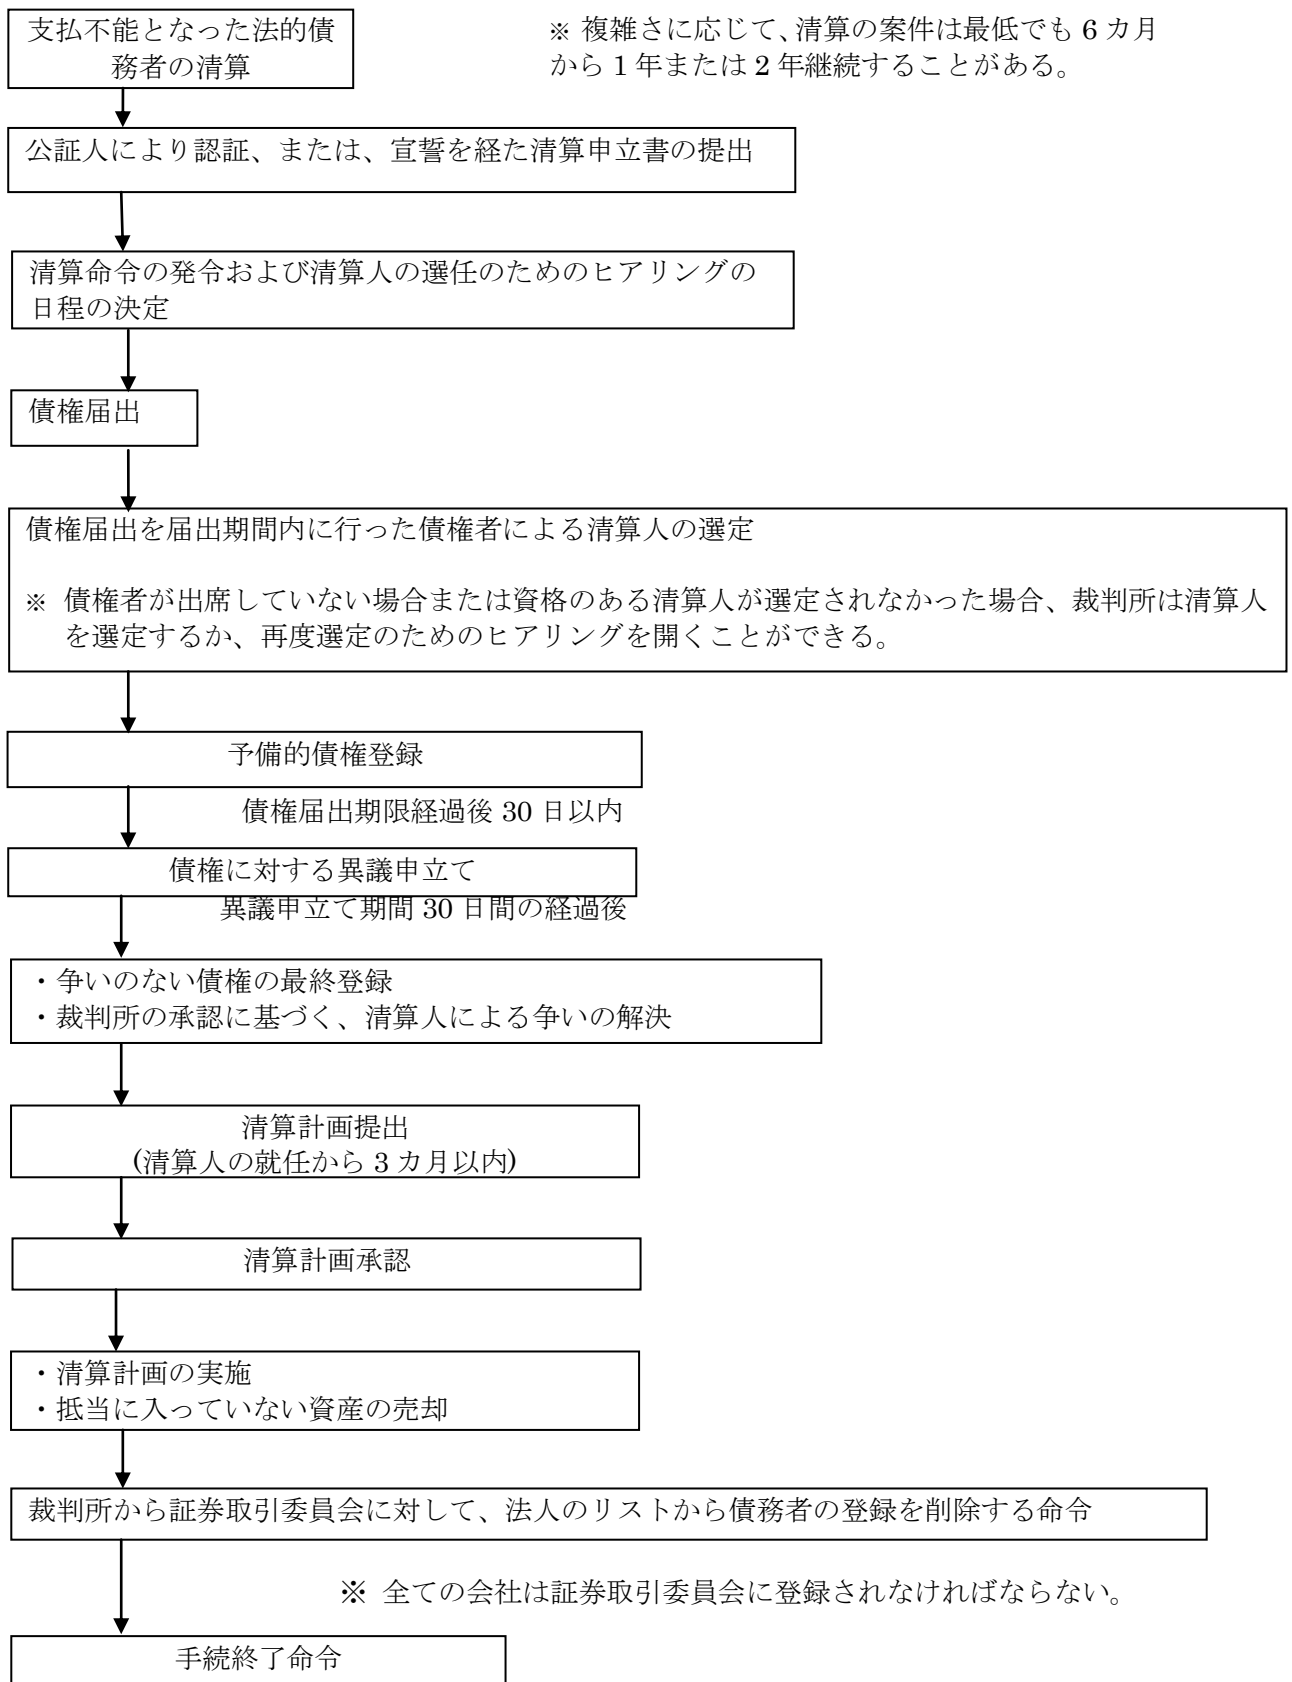 支払不能となった法的債
務者の清算
※ 複雑さに応じて、清算の案件は最低でも 6 カ月
から 1 年または 2 年継続することがある。
公証人により認証、または、宣誓を経た清算申立書の提出
清算命令の発令および清算人の選任のためのヒアリングの
日程の決定
債権届出
債権届出を届出期間内に行った債権者による清算人の選定
※ 債権者が出席していない場合または資格のある清算人が選定されなかった場合、裁判所は清算人
を選定するか、再度選定のためのヒアリングを開くことができる。
予備的債権登録
債権届出期限経過後 30 日以内
債権に対する異議申立て
異議申立て期間 30 日間の経過後
・争いのない債権の最終登録
・裁判所の承認に基づく、清算人による争いの解決
清算計画提出
(清算人の就任から 3 カ月以内)
清算計画承認
・清算計画の実施
・抵当に入っていない資産の売却
裁判所から証券取引委員会に対して、法人のリストから債務者の登録を削除する命令
※ 全ての会社は証券取引委員会に登録されなければならない。
手続終了命令